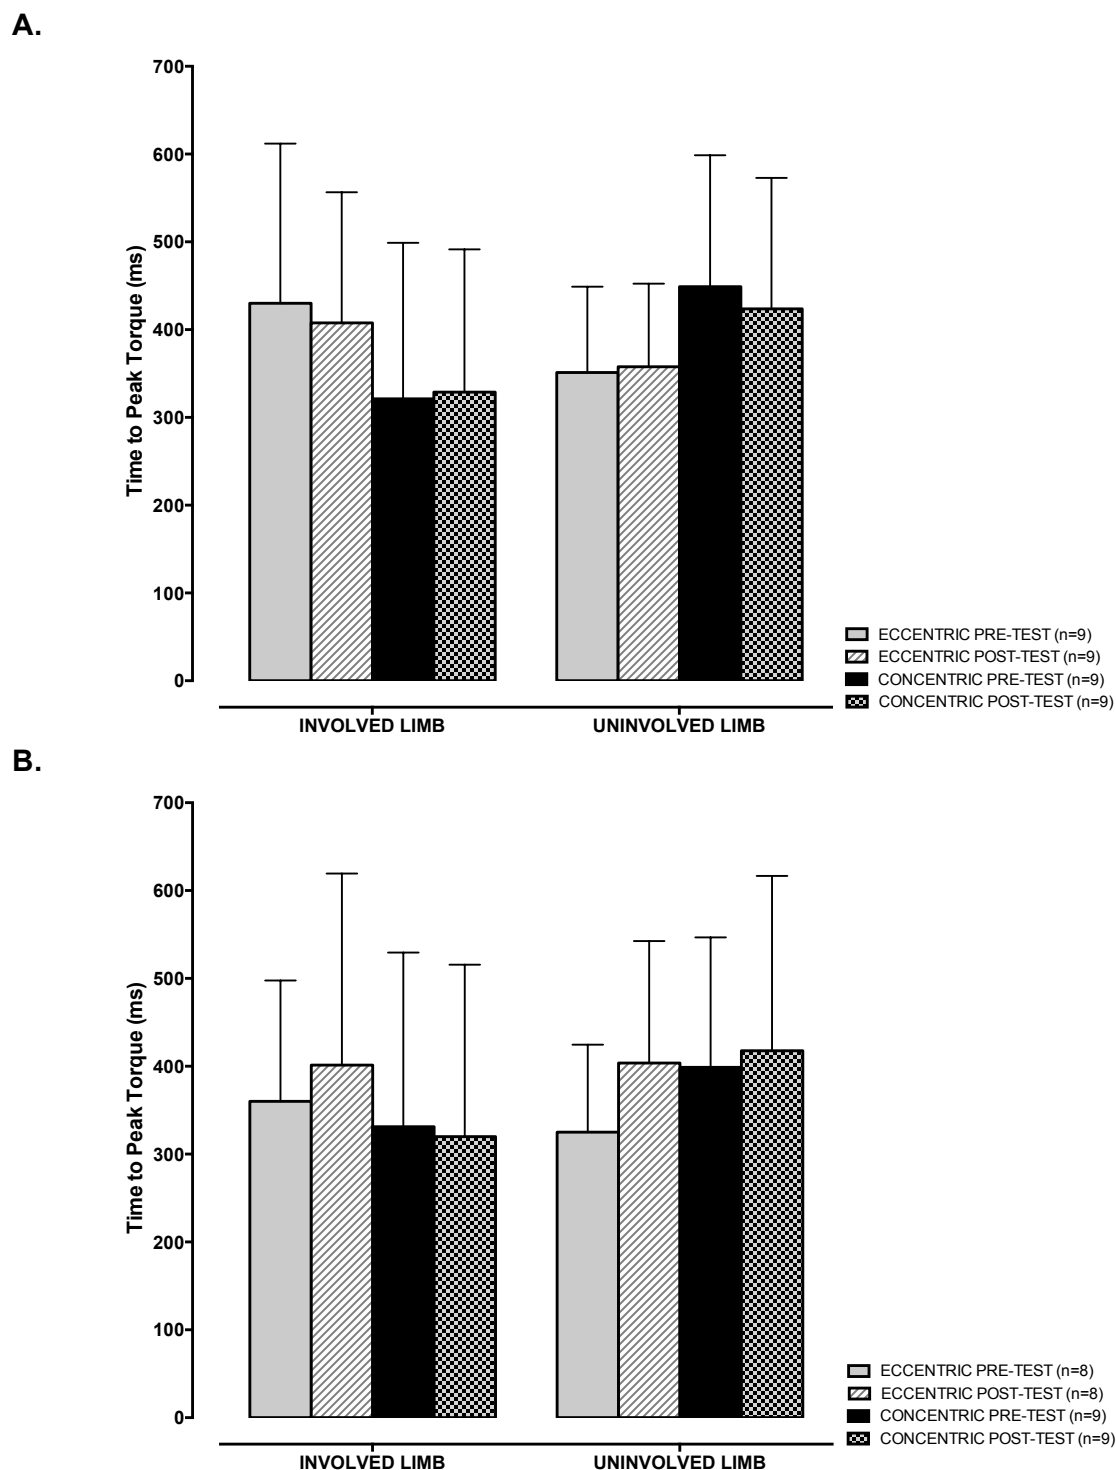 A.
700
600
500
400
300
200
100
0
Time to Peak Torque (ms)
INVOLVED LIMB UNINVOLVED LIMB
ECCENTRIC PRE-TEST (n=9)
ECCENTRIC POST-TEST (n=9)
CONCENTRIC PRE-TEST (n=9)
CONCENTRIC POST-TEST (n=9)
B.
700
600
500
400
300
200
100
0
Time to Peak Torque (ms)
INVOLVED LIMB UNINVOLVED LIMB
ECCENTRIC PRE-TEST (n=8)
ECCENTRIC POST-TEST (n=8)
CONCENTRIC PRE-TEST (n=9)
CONCENTRIC POST-TEST (n=9)